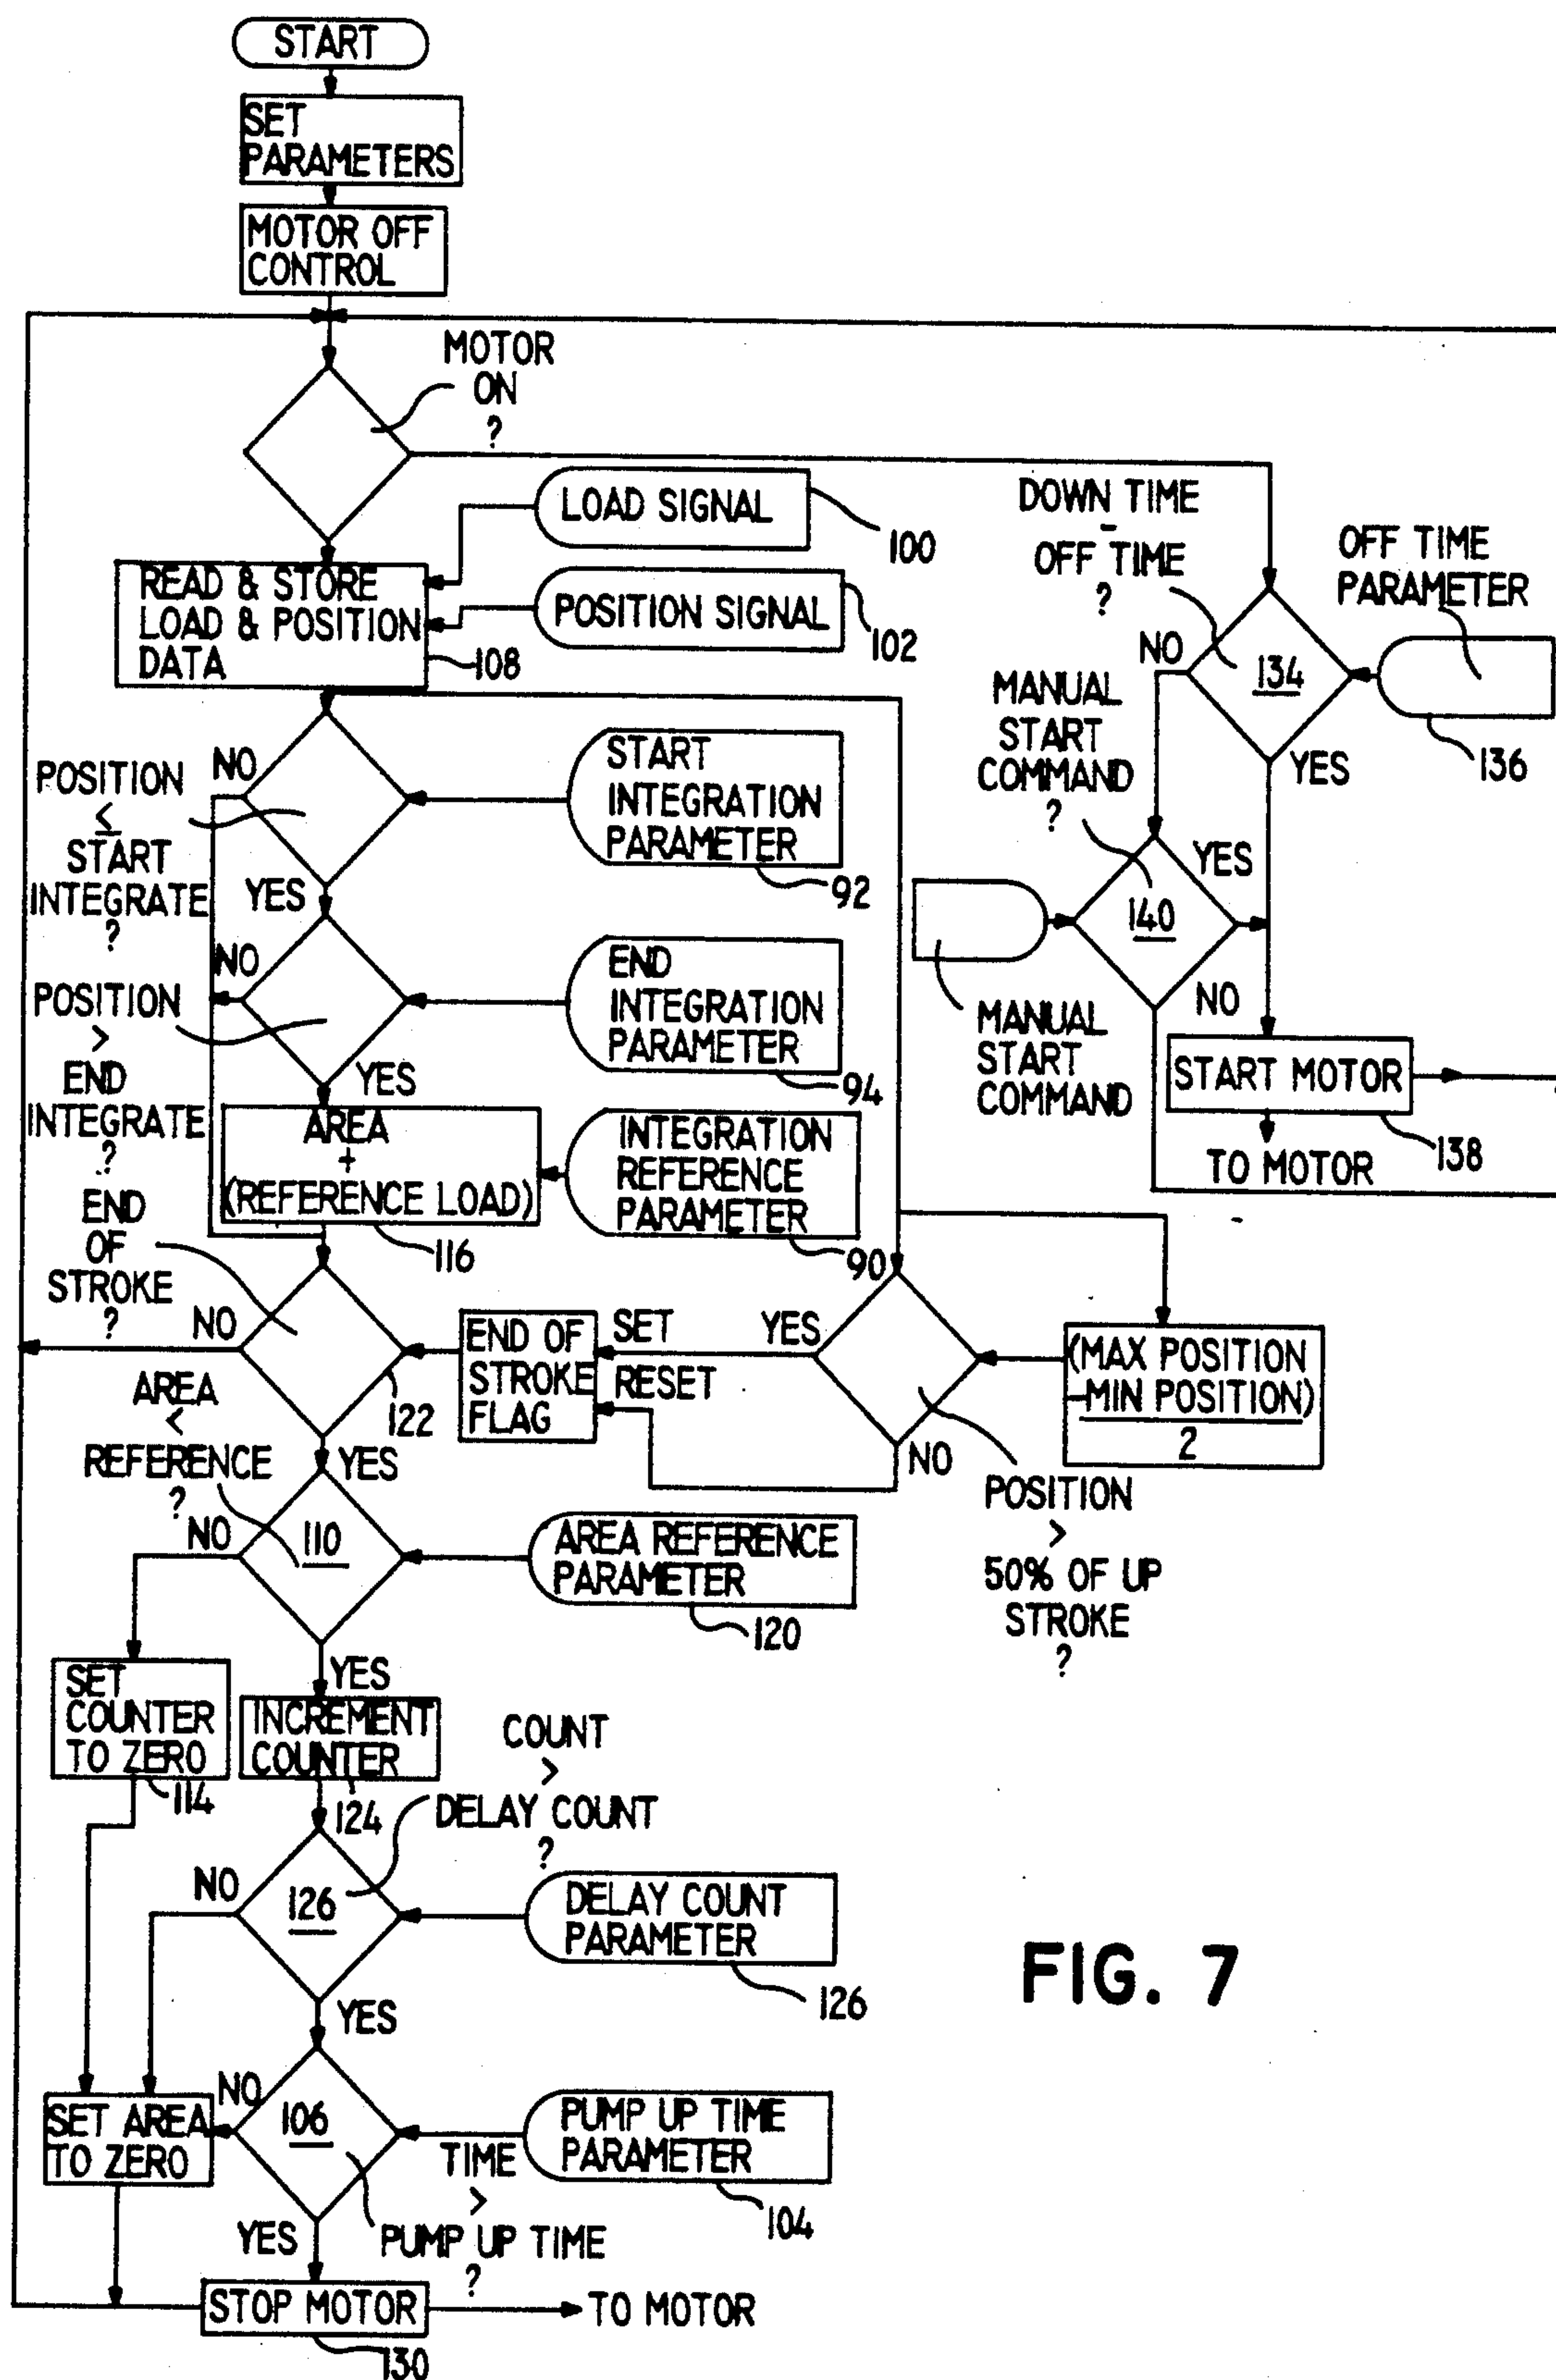 START
SET
PARAMETERS
MOTOR OFF
CONTROL
MOTOR
ON
?
LOAD SIGNAL
100
READ & STORE
LOAD & POSITION
DATA
108
POSITION SIGNAL
102
DOWN TIME
-
OFF TIME
?
OFF TIME
PARAMETER
NO
134
136
YES
MANUAL
START
COMMAND
?
YES
140
NO
MANUAL
START
COMMAND
START MOTOR
138
TO MOTOR
POSITION
≤
START
INTEGRATE
?
NO
YES
START
INTEGRATION
PARAMETER
92
POSITION
>
END
INTEGRATE
?
NO
YES
END
INTEGRATION
PARAMETER
94
AREA
+
(REFERENCE LOAD)
116
INTEGRATION
REFERENCE
PARAMETER
90
END
OF
STROKE
?
NO
122
YES
END OF
STROKE
FLAG
SET
RESET
YES
NO
(MAX POSITION
-MIN POSITION)
2
POSITION
>
50% OF UP
STROKE
?
AREA
<
REFERENCE
?
NO
110
YES
AREA REFERENCE
PARAMETER
120
SET
COUNTER
TO ZERO
114
INCREMENT
COUNTER
124
COUNT
>
DELAY COUNT
?
NO
126
YES
DELAY COUNT
PARAMETER
126
FIG. 7
SET AREA
TO ZERO
NO
106
YES
PUMP UP TIME
PARAMETER
104
TIME
>
PUMP UP TIME
?
STOP MOTOR
130
TO MOTOR